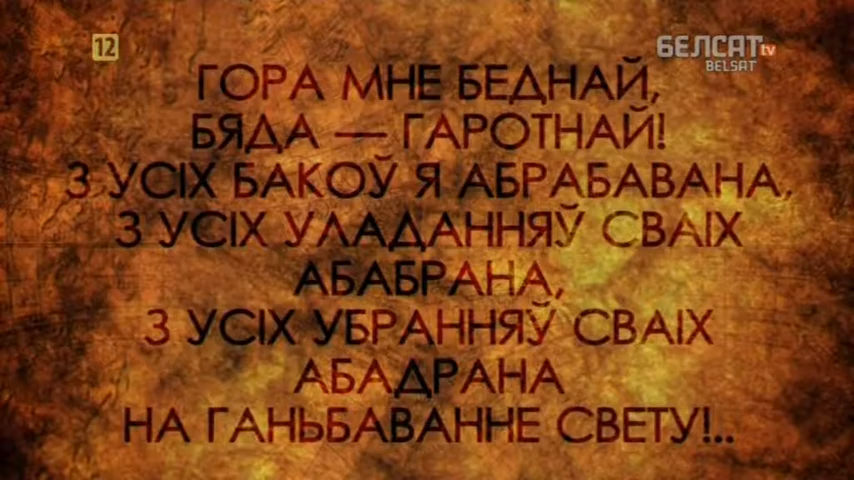 12
БЕЛСАТ tv
BELSAT
ГОРА МНЕ БЕДНАЙ,
БЯДА — ГАРОТНАЙ!
З УСІХ БАКОЎ Я АБРАБАВАНА,
З УСІХ УЛАДАННЯЎ СВАІХ
АБАБРАНА,
З УСІХ УБРАННЯЎ СВАІХ
АБАДРАНА
НА ГАНЬБАВАННЕ СВЕТУ!..